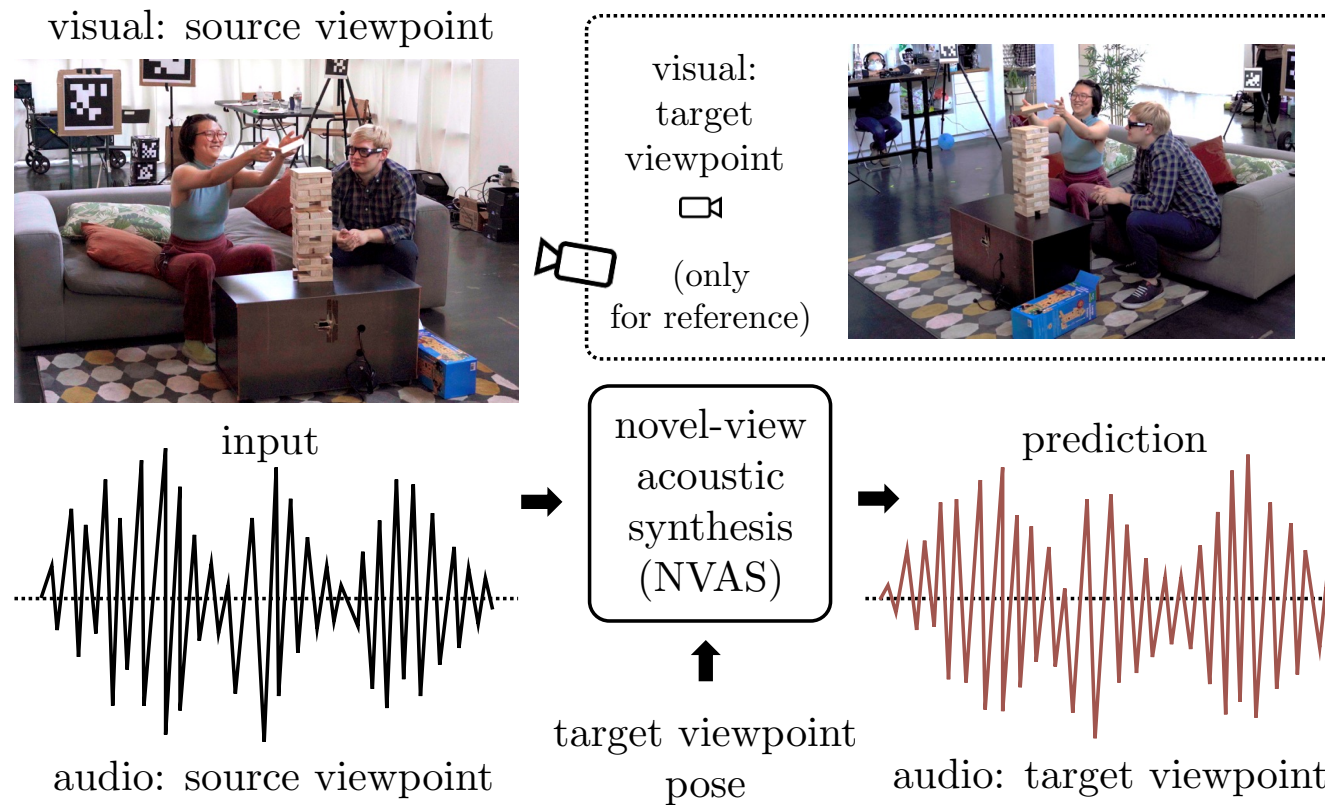 visual: source viewpoint
visual:
target
viewpoint
(only
for reference)
input
novel-view
acoustic
synthesis
(NVAS)
prediction
audio: source viewpoint
target viewpoint
pose
audio: target viewpoint